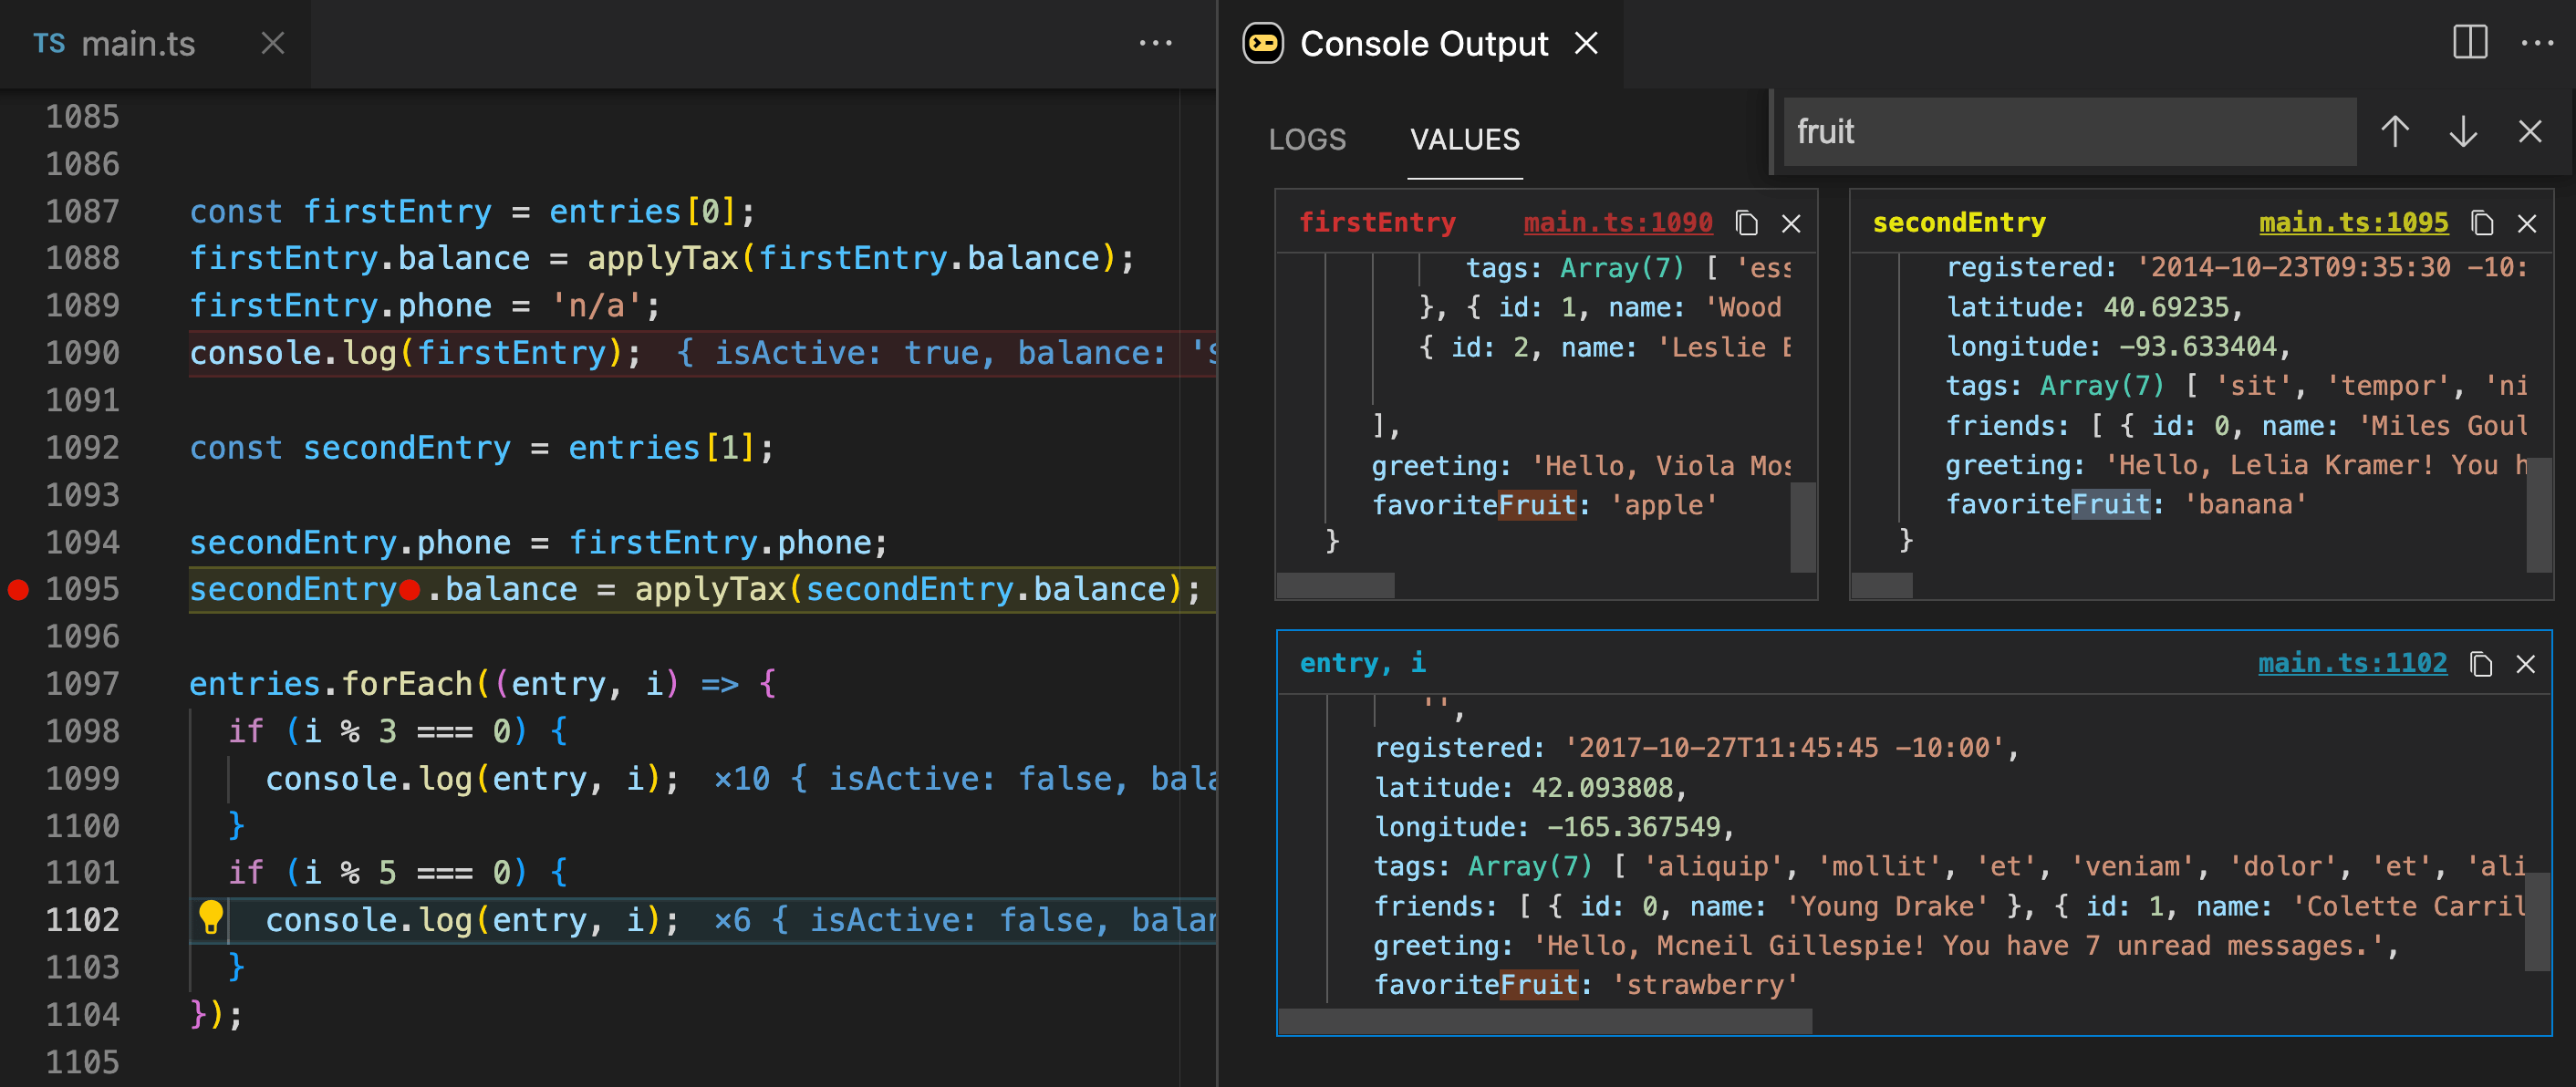 TS main.ts
1085
1086
1087 const firstEntry = entries[0];
1088 firstEntry.balance = applyTax(firstEntry.balance);
1089 firstEntry.phone = 'n/a';
1090 console.log(firstEntry); { isActive: true, balance: '$
1091
1092 const secondEntry = entries[1];
1093
1094 secondEntry.phone = firstEntry.phone;
1095 secondEntry.balance = applyTax(secondEntry.balance);
1096
1097 entries.forEach((entry, i) => {
1098 if (i % 3 === 0) {
1099 console.log(entry, i); ×10 { isActive: false, bala
1100 }
1101 if (i % 5 === 0) {
1102 console.log(entry, i); ×6 { isActive: false, balan
1103 }
1104 });
1105
Console Output
LOGS VALUES
fruit
firstEntry main.ts:1090
tags: Array(7) [ 'ess
}, { id: 1, name: 'Wood
{ id: 2, name: 'Leslie
],
greeting: 'Hello, Viola Mos
favoriteFruit: 'apple'
}
secondEntry main.ts:1095
registered: '2014-10-23T09:35:30 -10:
latitude: 40.69235,
longitude: -93.633404,
tags: Array(7) [ 'sit', 'tempor', 'ni
friends: [ { id: 0, name: 'Miles Goul
greeting: 'Hello, Lelia Kramer! You h
favoriteFruit: 'banana'
}
entry, i main.ts:1102
'',
registered: '2017-10-27T11:45:45 -10:00',
latitude: 42.093808,
longitude: -165.367549,
tags: Array(7) [ 'aliquip', 'mollit', 'et', 'veniam', 'dolor', 'et', 'ali
friends: [ { id: 0, name: 'Young Drake' }, { id: 1, name: 'Colette Carril
greeting: 'Hello, Mcneil Gillespie! You have 7 unread messages.',
favoriteFruit: 'strawberry'